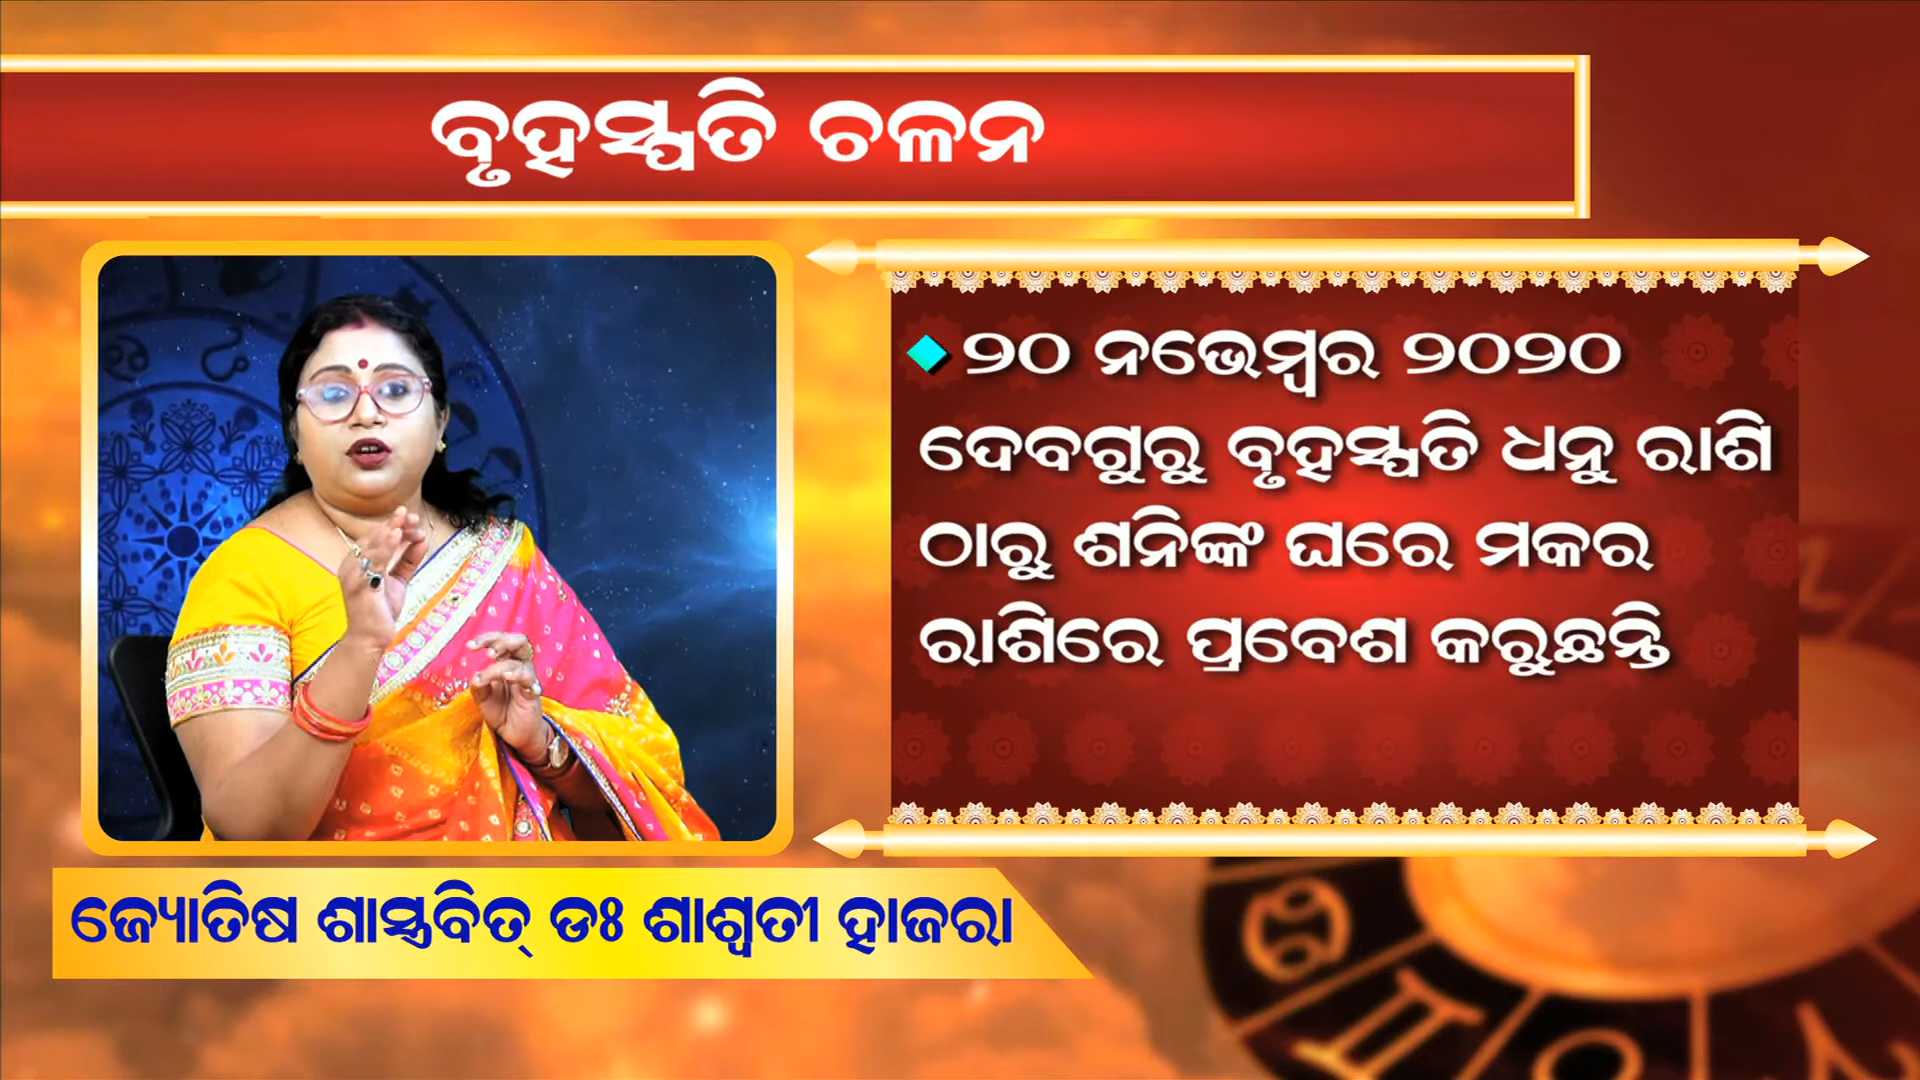 ବୃହସ୍ପତି ଚଳନ
୨୦ ନଭେମ୍ବର ୨୦୨୦
ଦେବଗୁରୁ ବୃହସ୍ପତି ଧନୁ ରାଶି
ଠାରୁ ଶନିଙ୍କ ଘରେ ମକର
ରାଶିରେ ପ୍ରବେଶ କରୁଛନ୍ତି
ଜ୍ୟୋତିଷ ଶାସ୍ତ୍ରବିତ୍ ଡଃ ଶାଶ୍ୱତୀ ହାଜରା